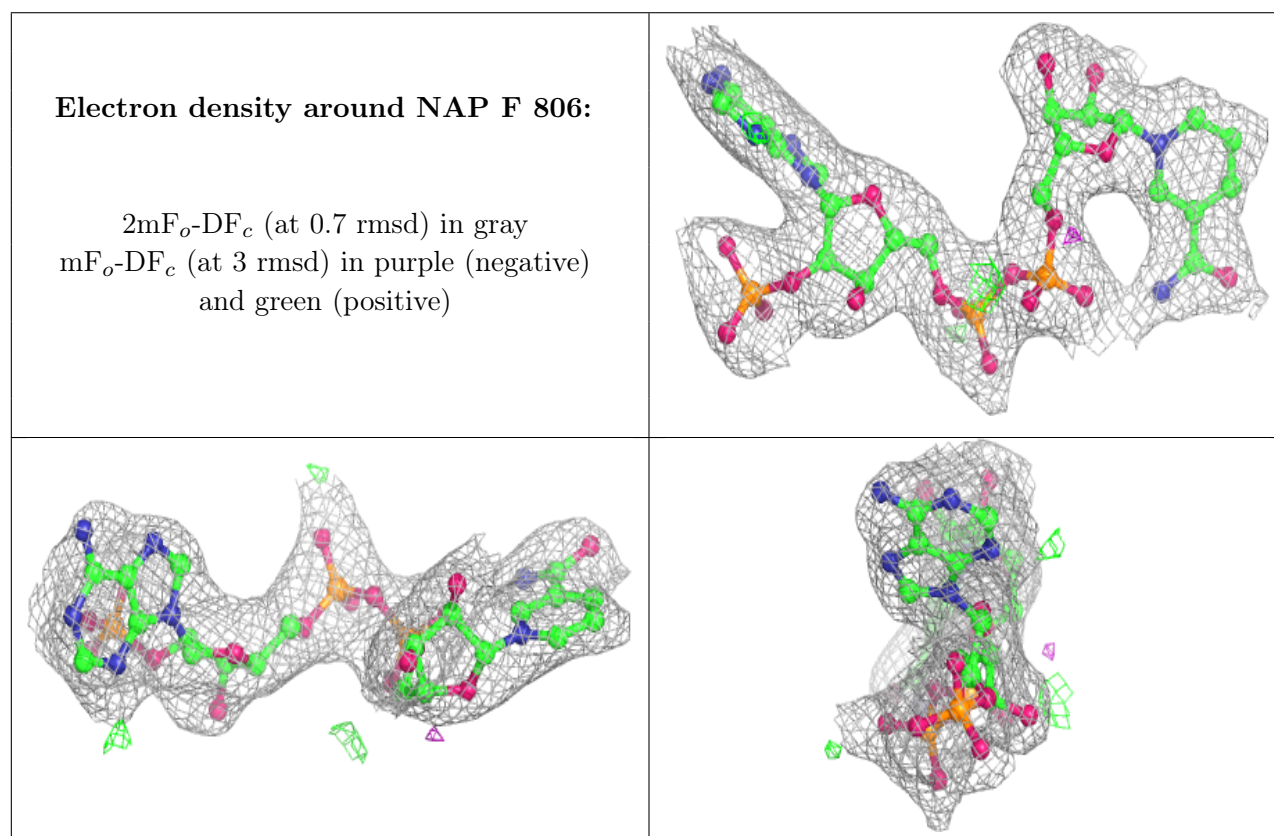 Electron density around NAP F 806:
2mFo-DFc (at 0.7 rmsd) in gray
mFo-DFc (at 3 rmsd) in purple (negative)
and green (positive)